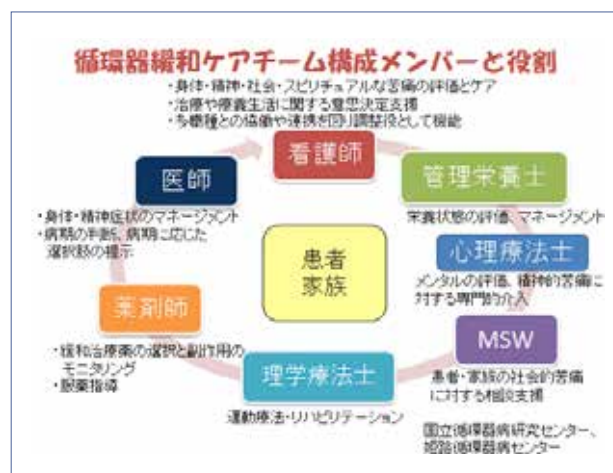 循環器緩和ケアチーム構成メンバーと役割
・身体・精神・社会・スピリチュアルな苦痛の評価とケア
・治療や療養生活に関する意思決定支援
・多職種との協働や連携を図り調整役として機能
看護師
医師
・身体・精神症状のマネージメント
・病期の判断、病期に応じた
選択肢の提示
管理栄養士
栄養状態の評価、マネージメント
患者
家族
心理療法士
メンタルの評価、精神的苦痛に
対する専門的介入
薬剤師
・緩和治療薬の選択と副作用の
モニタリング
・服薬指導
理学療法士
運動療法・リハビリテーション
MSW
患者・家族の社会的苦痛
に対する相談支援
国立循環器病研究センター、
姫路循環器病センター